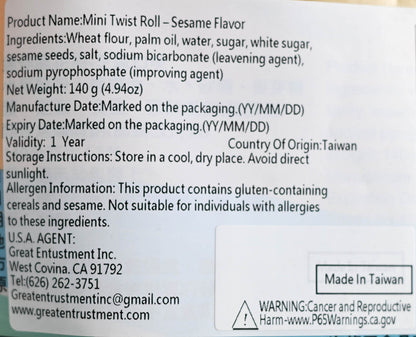 Product Name:Mini Twist Roll – Sesame Flavor
Ingredients:Wheat flour, palm oil, water, sugar, white sugar,
sesame seeds, salt, sodium bicarbonate (leavening agent),
sodium pyrophosphate (improving agent)
Net Weight: 140 g (4.94oz)
Manufacture Date:Marked on the packaging.(YY/MM/DD)
Expiry Date:Marked on the packaging.(YY/MM/DD)
Validity: 1 Year Country Of Origin:Taiwan
Storage Instructions: Store in a cool, dry place. Avoid direct
sunlight.
Allergen Information: This product contains gluten-containing
cereals and sesame. Not suitable for individuals with allergies
to these ingredients.
U.S.A. AGENT:
Great Entustment Inc.
West Covina. CA 91792
Tel:(626) 262-3751
Greatentrustmentinc@gmail.com
www.greatentrustment.com
Made In Taiwan
WARNING:Cancer and Reproductive
Harm-www.P65Warnings.ca.gov